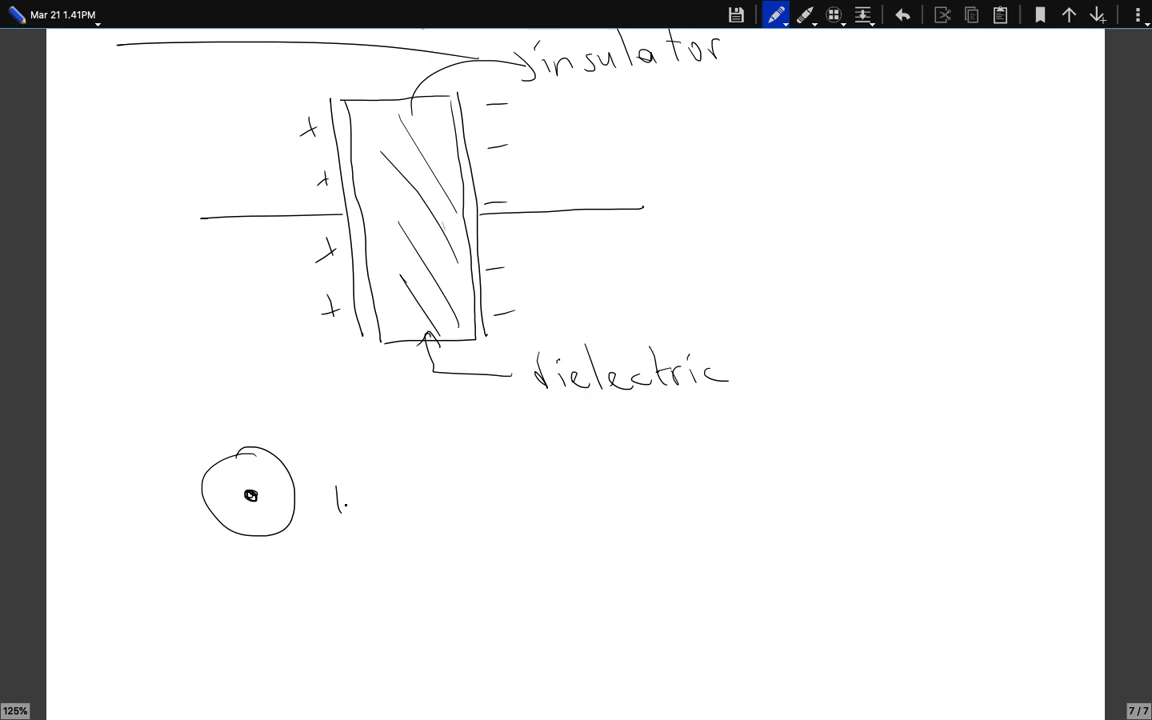 Mar 21 1.41PM
insulator
+ −
+ −
−
+ −
+ −
dielectric
125% 7 / 7